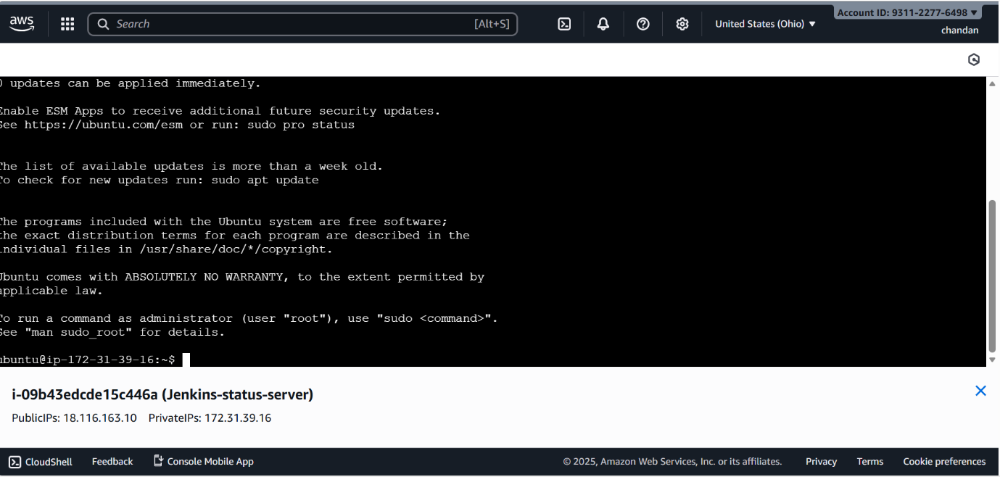 aws
Search [Alt+S]
United States (Ohio)
Account ID: 9311-2277-6498
chandan
updates can be applied immediately.
Enable ESM Apps to receive additional future security updates.
See https://ubuntu.com/esm or run: sudo pro status
The list of available updates is more than a week old.
To check for new updates run: sudo apt update
The programs included with the Ubuntu system are free software;
the exact distribution terms for each program are described in the
individual files in /usr/share/doc/*/copyright.
Ubuntu comes with ABSOLUTELY NO WARRANTY, to the extent permitted by
applicable law.
To run a command as administrator (user "root"), use "sudo <command>".
See "man sudo_root" for details.
ubuntu@ip-172-31-39-16:~$
i-09b43edcde15c446a (Jenkins-status-server)
PublicIPs: 18.116.163.10 PrivateIPs: 172.31.39.16
CloudShell Feedback Console Mobile App © 2025, Amazon Web Services, Inc. or its affiliates. Privacy Terms Cookie preferences